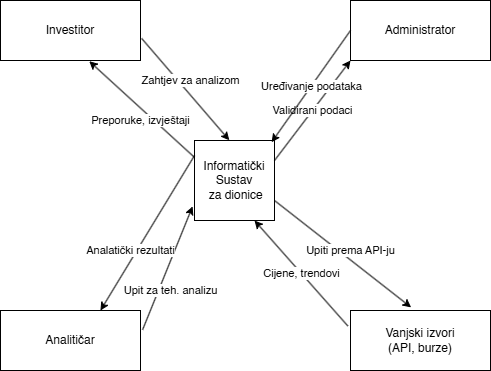 Investitor
Administrator
Zahtjev za analizom
Uređivanje podataka
Validirani podaci
Preporuke, izvještaji
Informatički
Sustav
za dionice
Analatički rezultati
Upiti prema API-ju
Cijene, trendovi
Upit za teh. analizu
Analitičar
Vanjski izvori
(API, burze)